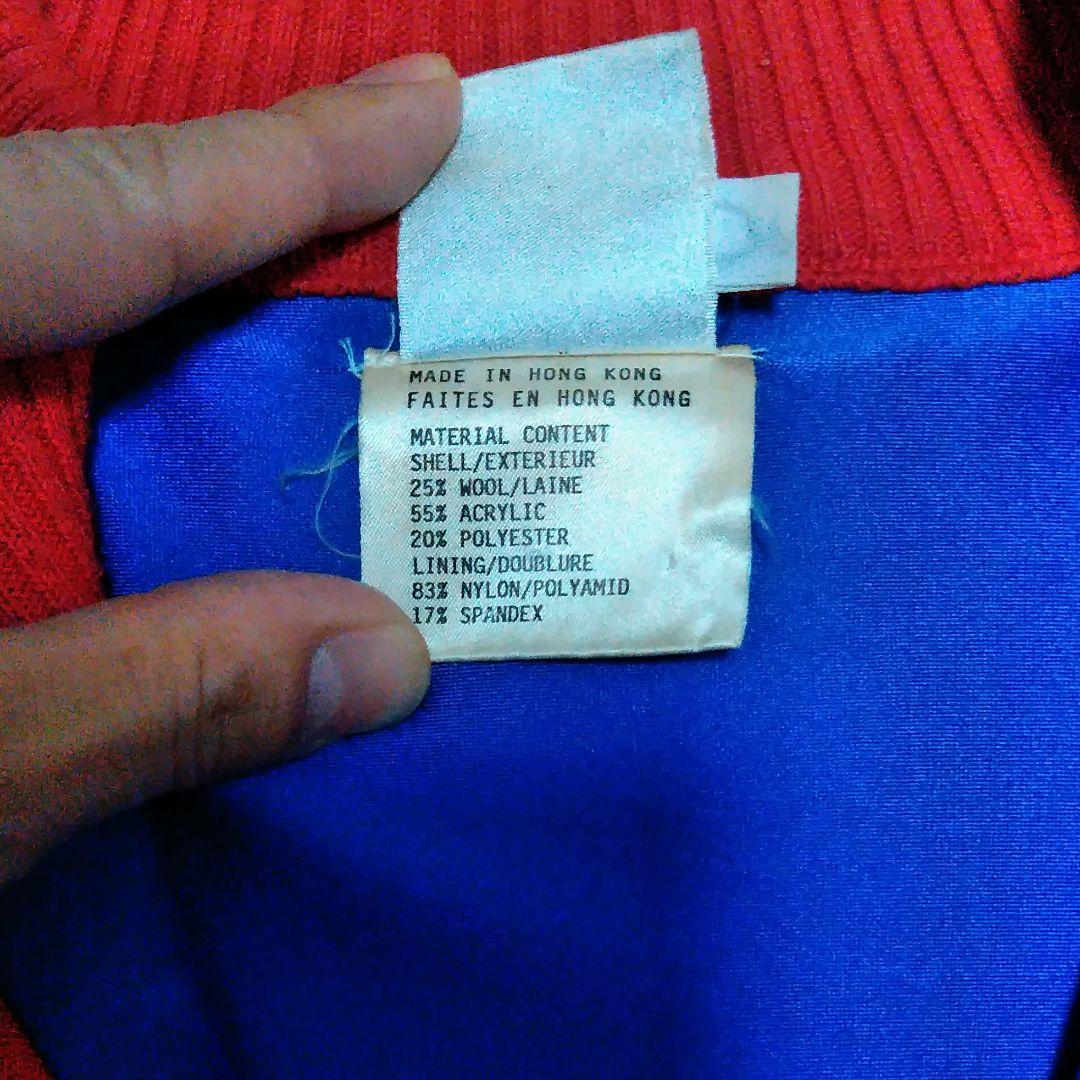 MADE IN HONG KONG
FAITES EN HONG KONG
MATERIAL CONTENT
SHELL/EXTERIEUR
25% WOOL/LAINE
55% ACRYLIC
20% POLYESTER
LINING/DOUBLURE
83% NYLON/POLYAMID
17% SPANDEX